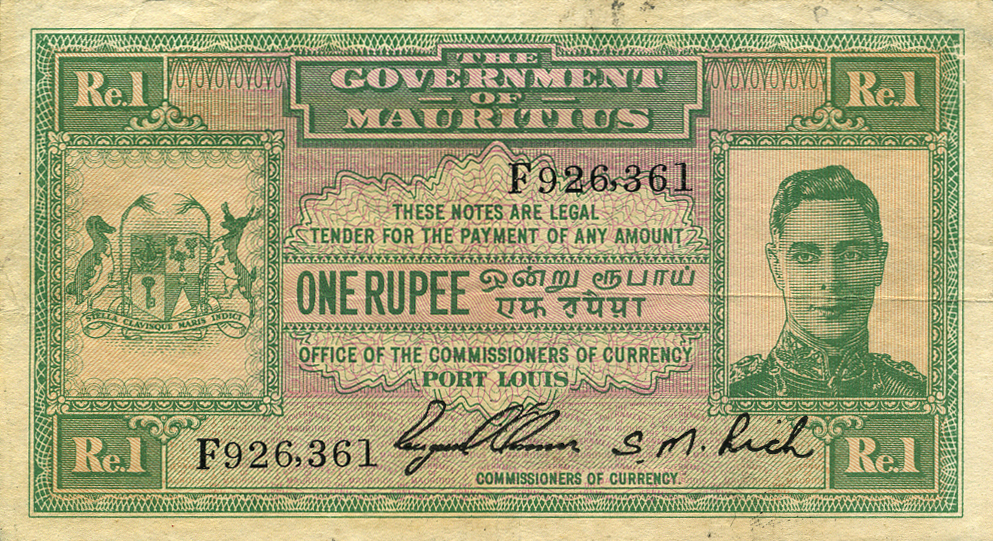 THE
GOVERNMENT
OF
MAURITIUS
Re.1
Re.1
F926,361
THESE NOTES ARE LEGAL
TENDER FOR THE PAYMENT OF ANY AMOUNT
ONE RUPEE
ஒன்று ரூபாய்
एक रुपैया
STELLA CLAVISQUE MARIS INDICI
OFFICE OF THE COMMISSIONERS OF CURRENCY
PORT LOUIS
F926,361
S. M. Rich
COMMISSIONERS OF CURRENCY.
Re.1
Re.1